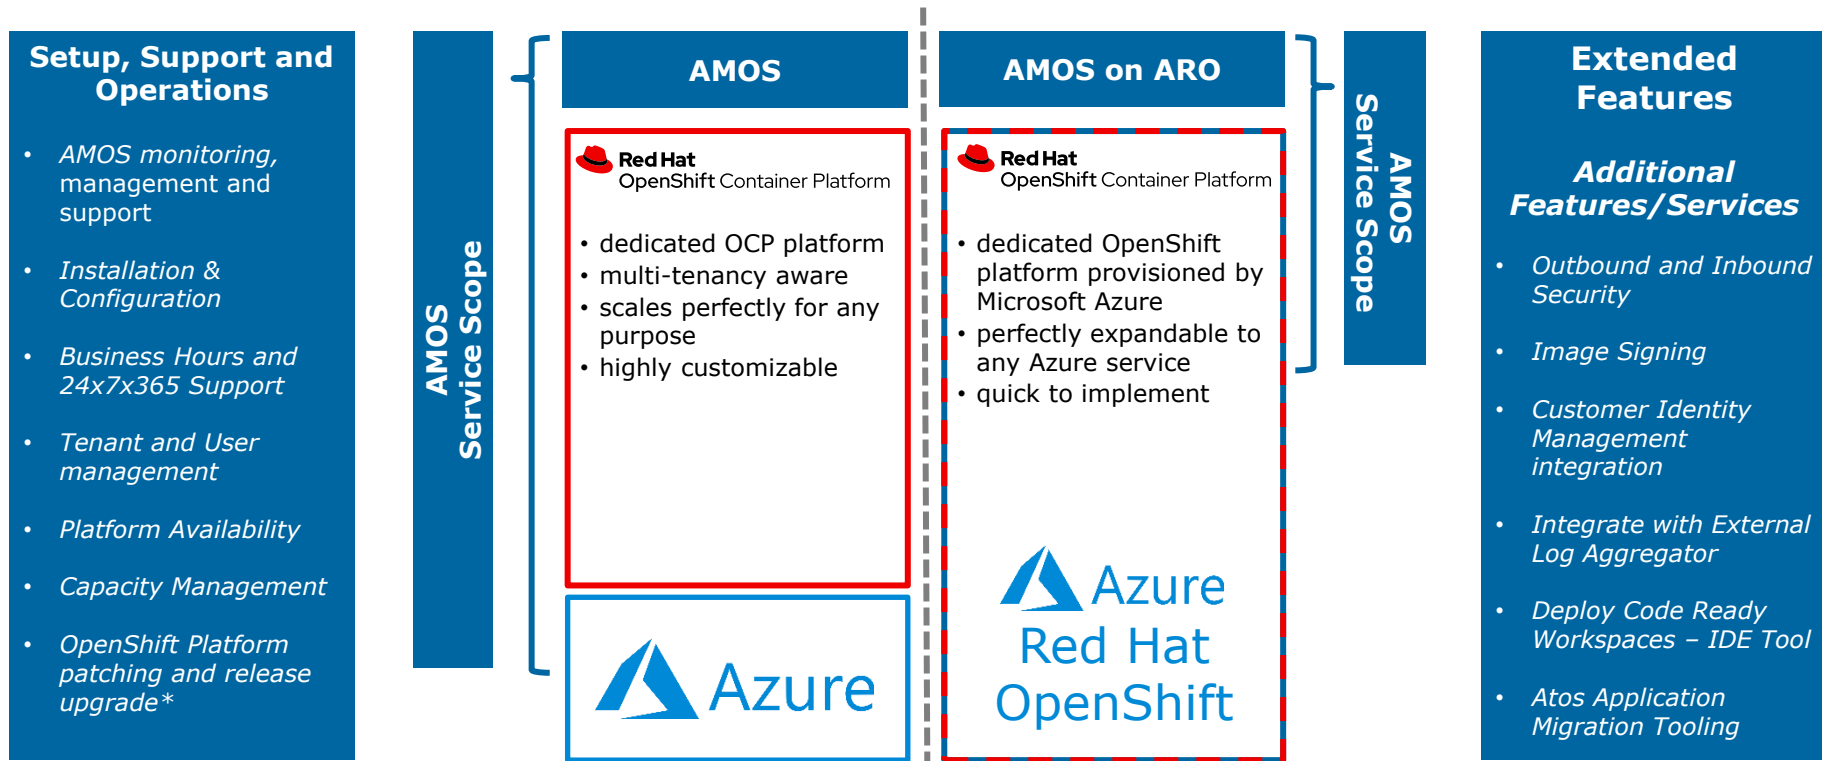 Setup, Support and
Operations
• AMOS monitoring,
management and
support
• Installation &
Configuration
• Business Hours and
24x7x365 Support
• Tenant and User
management
• Platform Availability
• Capacity Management
• OpenShift Platform
patching and release
upgrade*
AMOS
Service Scope
AMOS
Red Hat
OpenShift Container Platform
• dedicated OCP platform
• multi-tenancy aware
• scales perfectly for any
purpose
• highly customizable
Azure
AMOS on ARO
Red Hat
OpenShift Container Platform
• dedicated OpenShift
platform provisioned by
Microsoft Azure
• perfectly expandable to
any Azure service
• quick to implement
Azure
Red Hat
OpenShift
AMOS
Service Scope
Extended
Features
Additional
Features/Services
• Outbound and Inbound
Security
• Image Signing
• Customer Identity
Management
integration
• Integrate with External
Log Aggregator
• Deploy Code Ready
Workspaces – IDE Tool
• Atos Application
Migration Tooling